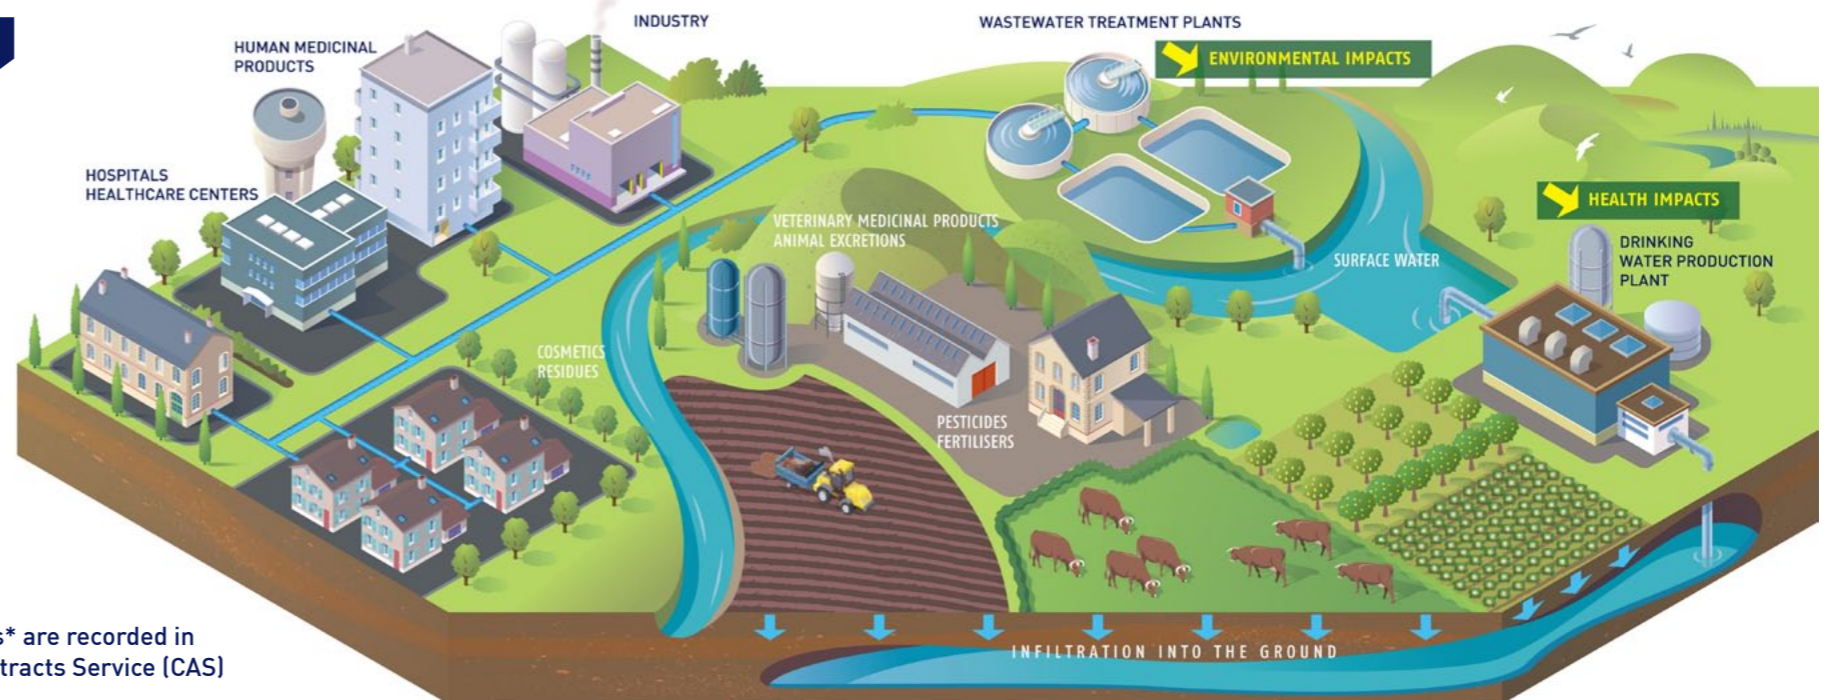 INDUSTRY
WASTEWATER TREATMENT PLANTS
HUMAN MEDICINAL
PRODUCTS
ENVIRONMENTAL IMPACTS
HOSPITALS
HEALTHCARE CENTERS
HEALTH IMPACTS
VETERINARY MEDICINAL PRODUCTS
ANIMAL EXCRETIONS
SURFACE WATER
DRINKING
WATER PRODUCTION
PLANT
COSMETICS
RESIDUES
PESTICIDES
FERTILISERS
INFILTRATION INTO THE GROUND
s* are recorded in
tracts Service (CAS)